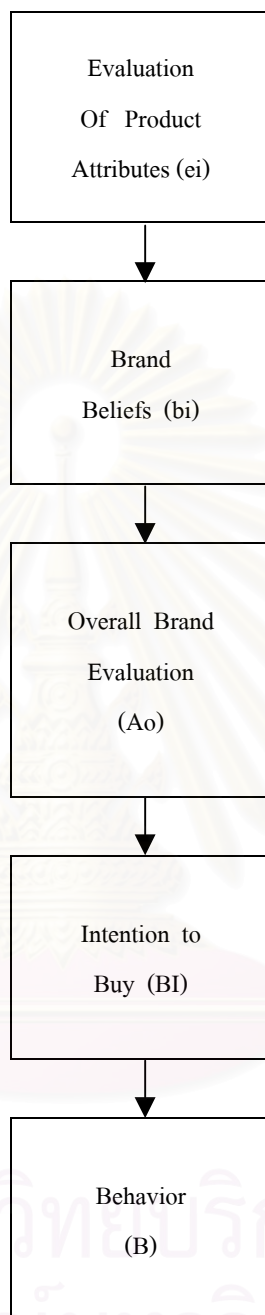 Evaluation
Of Product
Attributes (ei)
Brand
Beliefs (bi)
Overall Brand
Evaluation
(Ao)
Intention to
Buy (BI)
Behavior
(B)